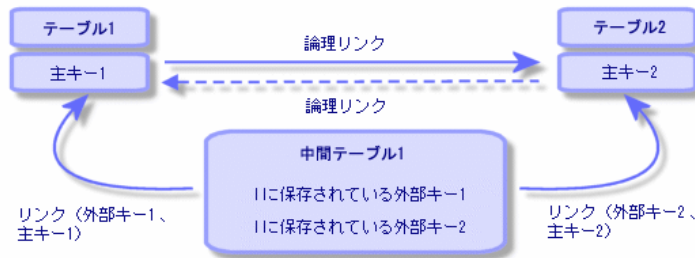 テーブル1
テーブル2
論理リンク
主キー1
主キー2
論理リンク
中間テーブル1
IIに保存されている外部キー1
IIに保存されている外部キー2
リンク（外部キー1、
主キー1）
リンク（外部キー2、
主キー2）